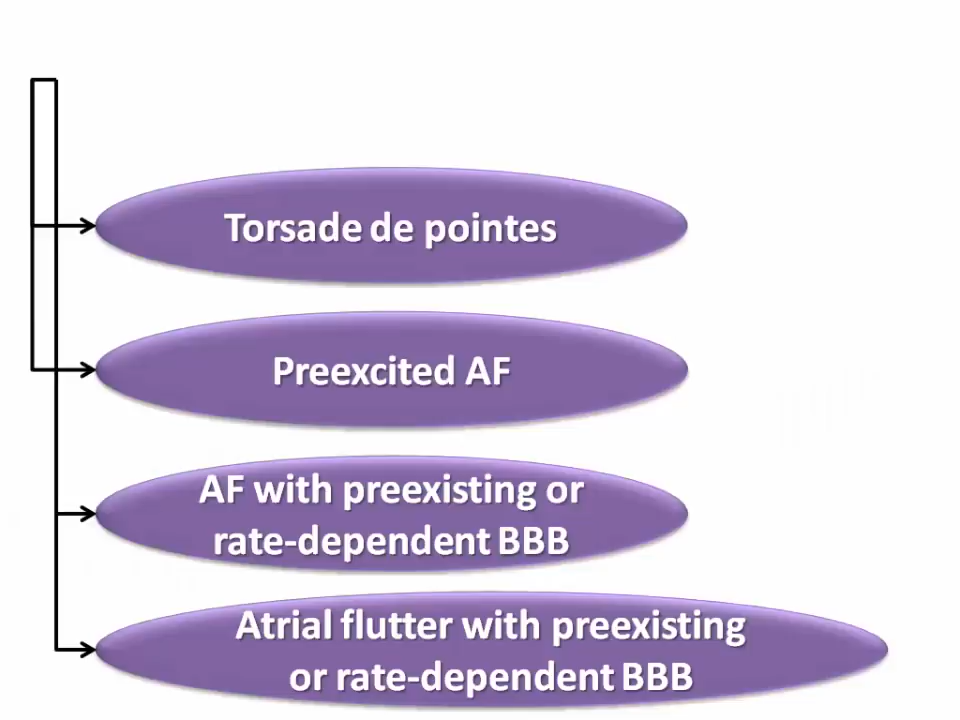 Torsade de pointes
Preexcited AF
AF with preexisting or
rate-dependent BBB
Atrial flutter with preexisting
or rate-dependent BBB